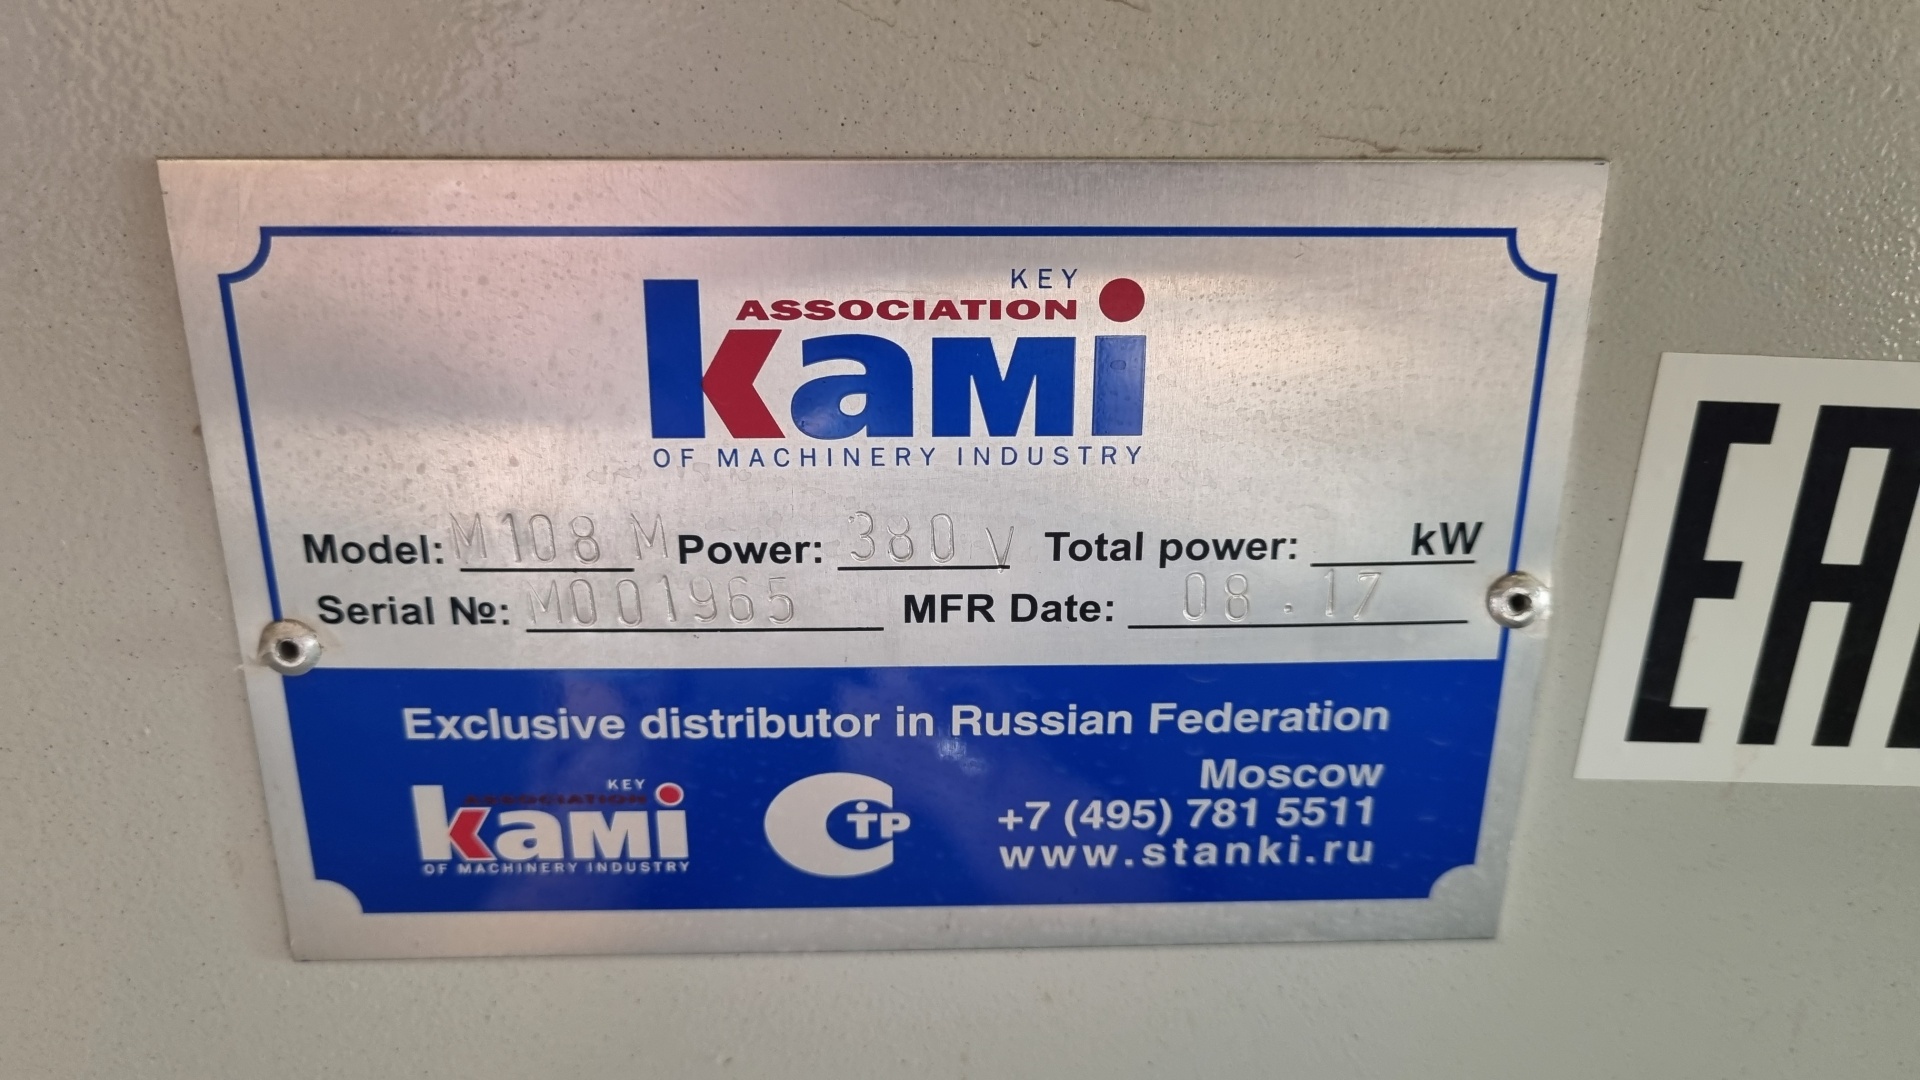 KEY
ASSOCIATION
kami
OF MACHINERY INDUSTRY
Model: M108 M Power: 380 V Total power: kW
Serial №: M001965 MFR Date: 08.17
Exclusive distributor in Russian Federation
KEY
ASSOCIATION
kami
OF MACHINERY INDUSTRY
СТР
Moscow
+7 (495) 781 5511
www.stanki.ru
EAC